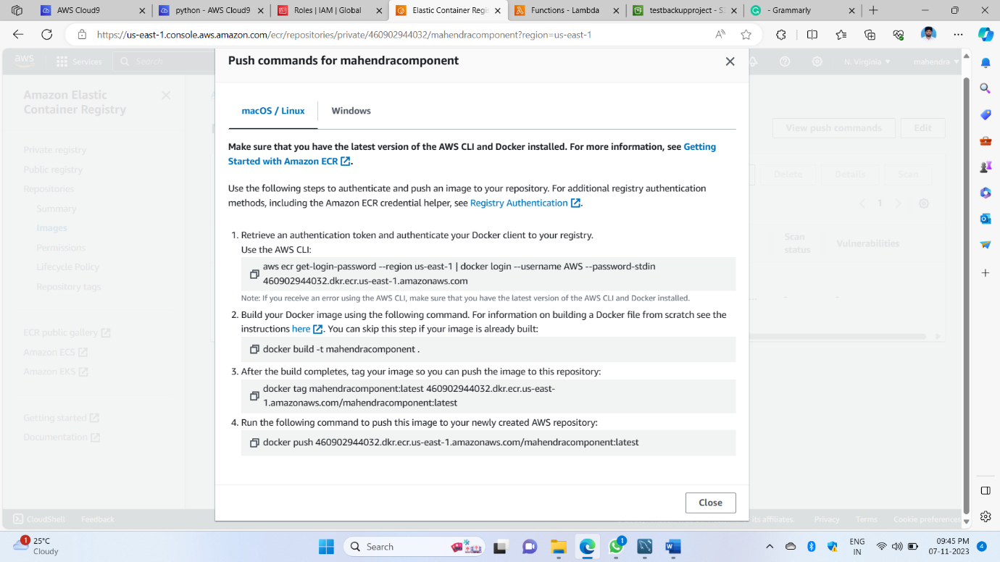 AWS Cloud9
python - AWS Cloud9
Roles | IAM | Global
Elastic Container Regis
Functions - Lambda
testbackupproject - S
- Grammarly
https://us-east-1.console.aws.amazon.com/ecr/repositories/private/460902944032/mahendracomponent?region=us-east-1
aws
Services
Search
N. Virginia
mahendra
Amazon Elastic
Container Registry
Private registry
Public registry
Repositories
Summary
Images
Permissions
Lifecycle Policy
Repository tags
ECR public gallery
Amazon ECS
Amazon EKS
Getting started
Documentation
Push commands for mahendracomponent
macOS / Linux
Windows
Make sure that you have the latest version of the AWS CLI and Docker installed. For more information, see Getting
Started with Amazon ECR.
Use the following steps to authenticate and push an image to your repository. For additional registry authentication
methods, including the Amazon ECR credential helper, see Registry Authentication.
1. Retrieve an authentication token and authenticate your Docker client to your registry.
Use the AWS CLI:
aws ecr get-login-password --region us-east-1 | docker login --username AWS --password-stdin
460902944032.dkr.ecr.us-east-1.amazonaws.com
Note: If you receive an error using the AWS CLI, make sure that you have the latest version of the AWS CLI and Docker installed.
2. Build your Docker image using the following command. For information on building a Docker file from scratch see the
instructions here. You can skip this step if your image is already built:
docker build -t mahendracomponent .
3. After the build completes, tag your image so you can push the image to this repository:
docker tag mahendracomponent:latest 460902944032.dkr.ecr.us-east-
1.amazonaws.com/mahendracomponent:latest
4. Run the following command to push this image to your newly created AWS repository:
docker push 460902944032.dkr.ecr.us-east-1.amazonaws.com/mahendracomponent:latest
Close
View push commands
Edit
Delete
Details
Scan
1
Scan
status
Vulnerabilities
CloudShell
Feedback
its affiliates.
Privacy
Terms
Cookie preferences
1
25°C
Cloudy
Search
1
ENG
IN
09:45 PM
07-11-2023
4